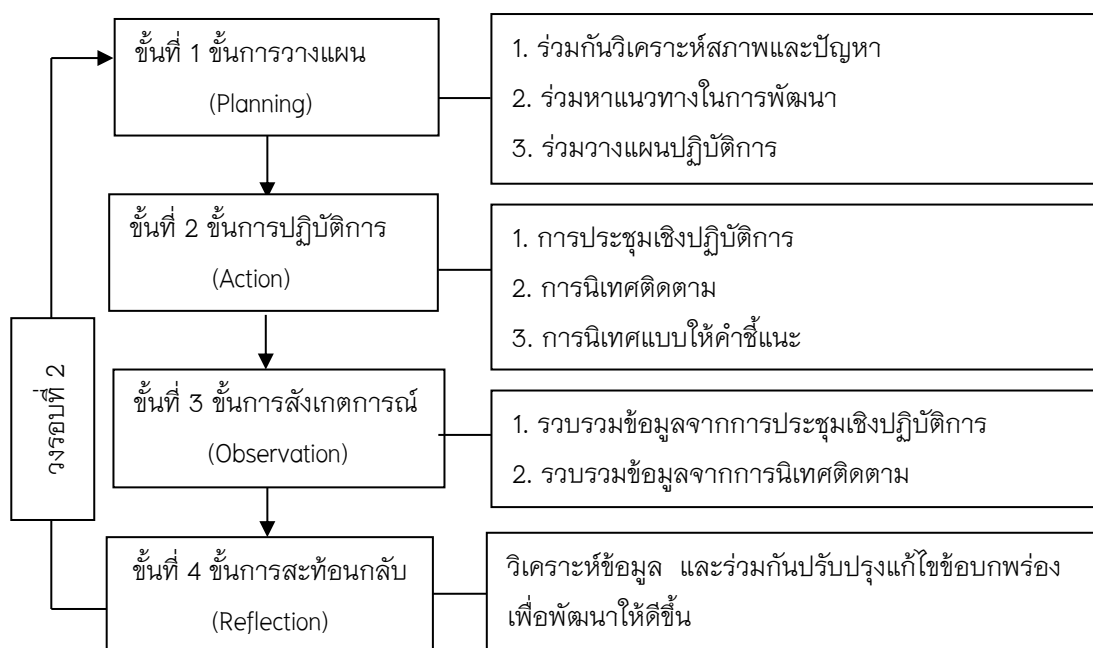 ขั้นที่ 1 ขั้นการวางแผน
(Planning)
1. ร่วมกันวิเคราะห์สภาพและปัญหา
2. ร่วมหาแนวทางในการพัฒนา
3. ร่วมวางแผนปฏิบัติการ
ขั้นที่ 2 ขั้นการปฏิบัติการ
(Action)
1. การประชุมเชิงปฏิบัติการ
2. การนิเทศติดตาม
3. การนิเทศแบบให้คำชี้แนะ
วงรอบที่ 2
ขั้นที่ 3 ขั้นการสังเกตการณ์
(Observation)
1. รวบรวมข้อมูลจากการประชุมเชิงปฏิบัติการ
2. รวบรวมข้อมูลจากการนิเทศติดตาม
ขั้นที่ 4 ขั้นการสะท้อนกลับ
(Reflection)
วิเคราะห์ข้อมูล และร่วมกันปรับปรุงแก้ไขข้อบกพร่อง
เพื่อพัฒนาให้ดีขึ้น